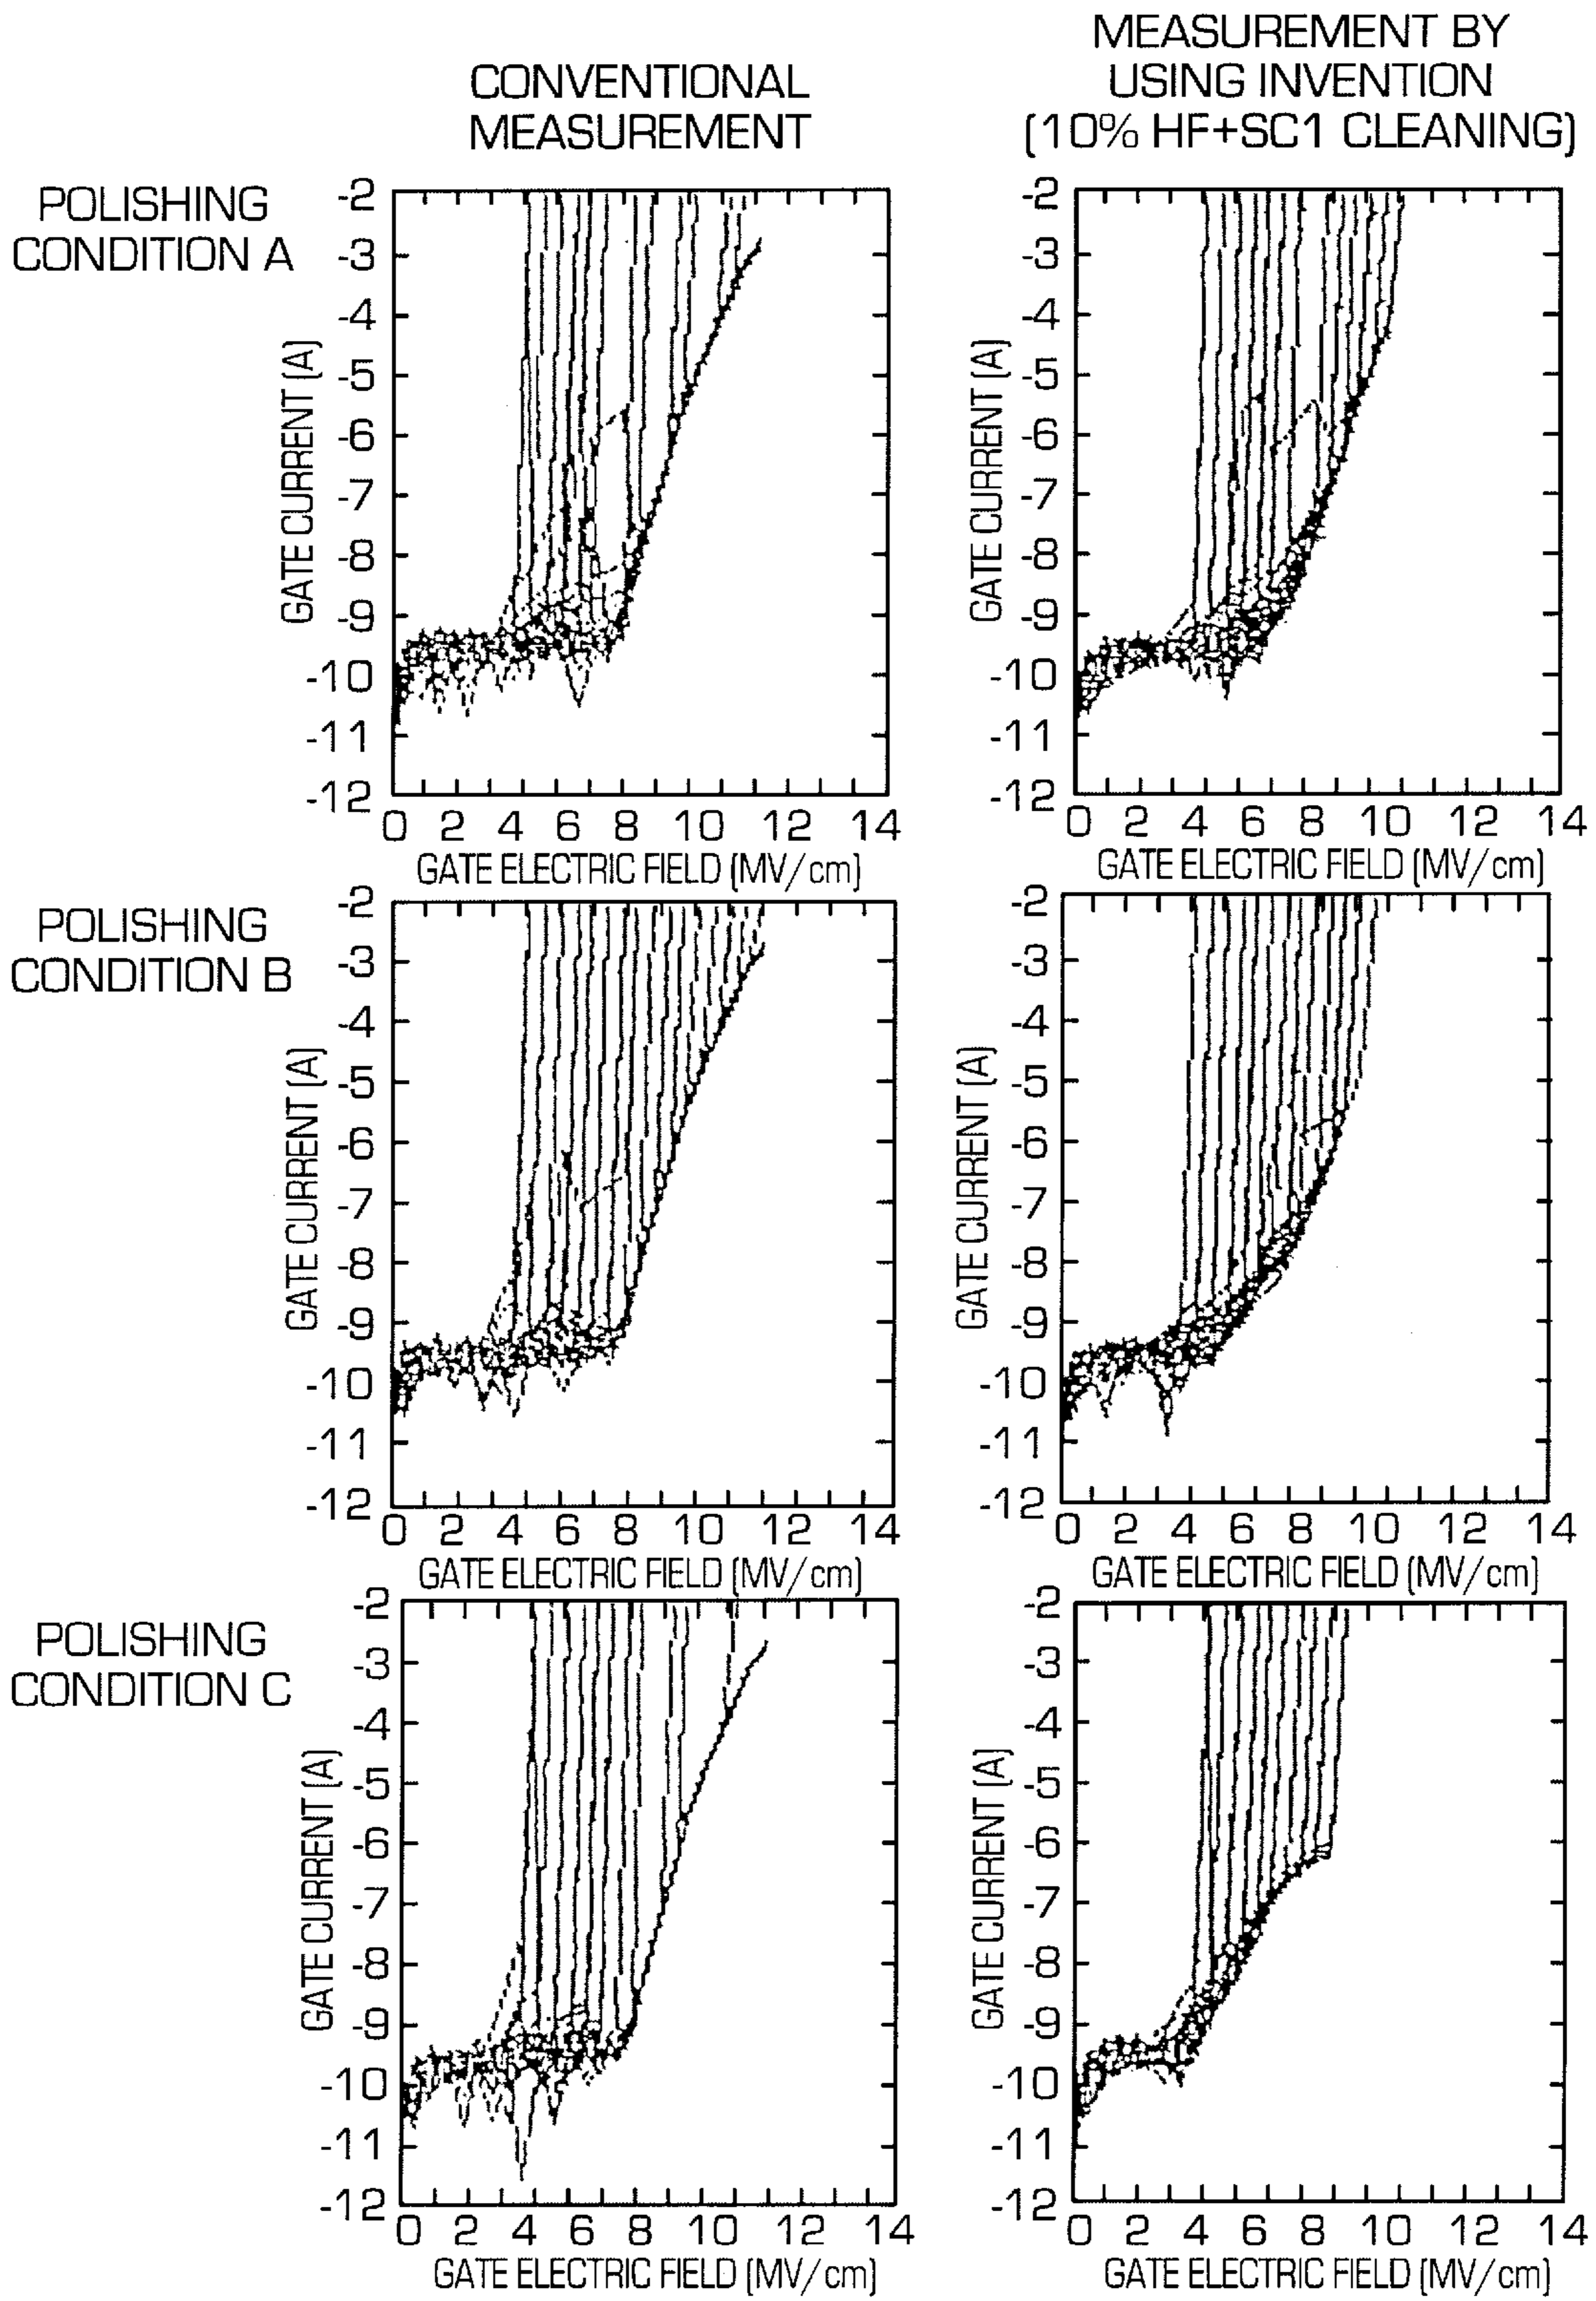 CONVENTIONAL
MEASUREMENT
MEASUREMENT BY
USING INVENTION
(10% HF+SC1 CLEANING)
POLISHING
CONDITION A
-2
-3
-4
-5
-6
-7
-8
-9
-10
-11
-12
GATE CURRENT (A)
0 2 4 6 8 10 12 14
GATE ELECTRIC FIELD (MV/cm)
-2
-3
-4
-5
-6
-7
-8
-9
-10
-11
-12
GATE CURRENT (A)
0 2 4 6 8 10 12 14
GATE ELECTRIC FIELD (MV/cm)
POLISHING
CONDITION B
-2
-3
-4
-5
-6
-7
-8
-9
-10
-11
-12
GATE CURRENT (A)
0 2 4 6 8 10 12 14
GATE ELECTRIC FIELD (MV/cm)
-2
-3
-4
-5
-6
-7
-8
-9
-10
-11
-12
GATE CURRENT (A)
0 2 4 6 8 10 12 14
GATE ELECTRIC FIELD (MV/cm)
POLISHING
CONDITION C
-2
-3
-4
-5
-6
-7
-8
-9
-10
-11
-12
GATE CURRENT (A)
0 2 4 6 8 10 12 14
GATE ELECTRIC FIELD (MV/cm)
-2
-3
-4
-5
-6
-7
-8
-9
-10
-11
-12
GATE CURRENT (A)
0 2 4 6 8 10 12 14
GATE ELECTRIC FIELD (MV/cm)